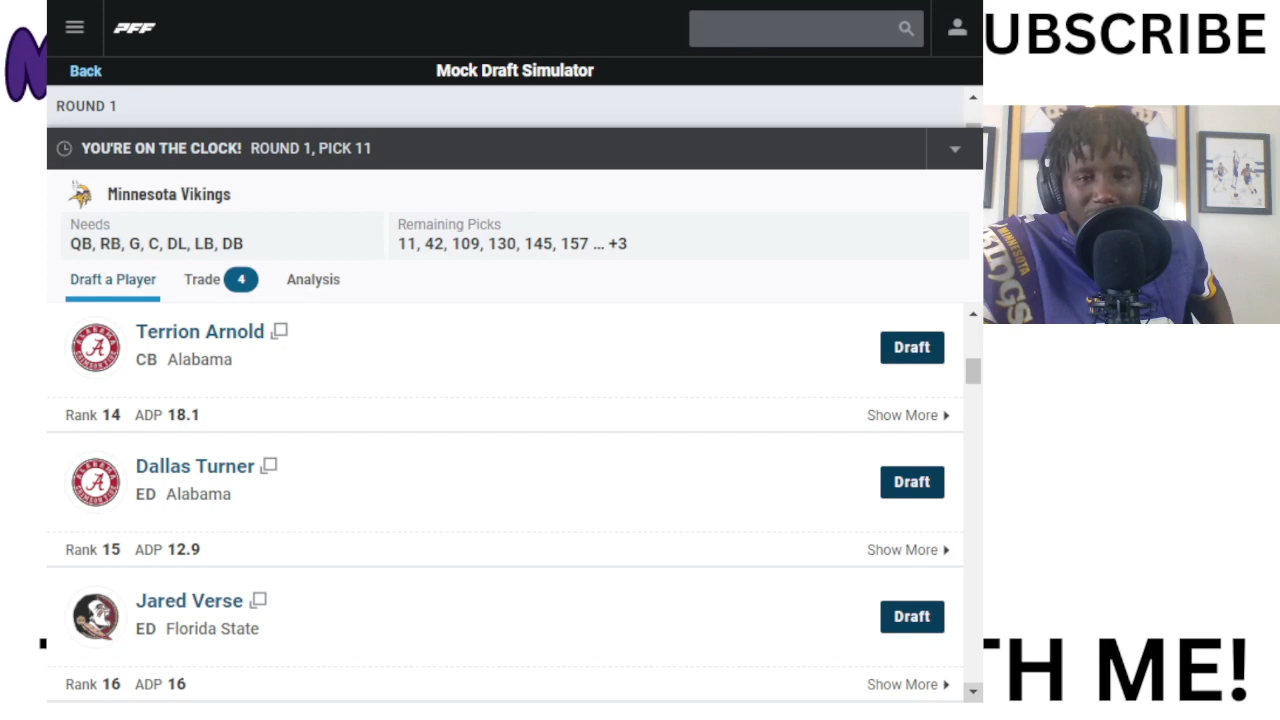 UBSCRIBE
N
PFF
Back
Mock Draft Simulator
ROUND 1
YOU'RE ON THE CLOCK! ROUND 1, PICK 11
Minnesota Vikings
Needs
QB, RB, G, C, DL, LB, DB
Remaining Picks
11, 42, 109, 130, 145, 157 ... +3
Draft a Player
Trade 4
Analysis
Terrion Arnold
CB Alabama
Draft
Rank 14 ADP 18.1
Show More
Dallas Turner
ED Alabama
Draft
Rank 15 ADP 12.9
Show More
Jared Verse
ED Florida State
Draft
Rank 16 ADP 16
Show More
MINNESOTA
TH ME!